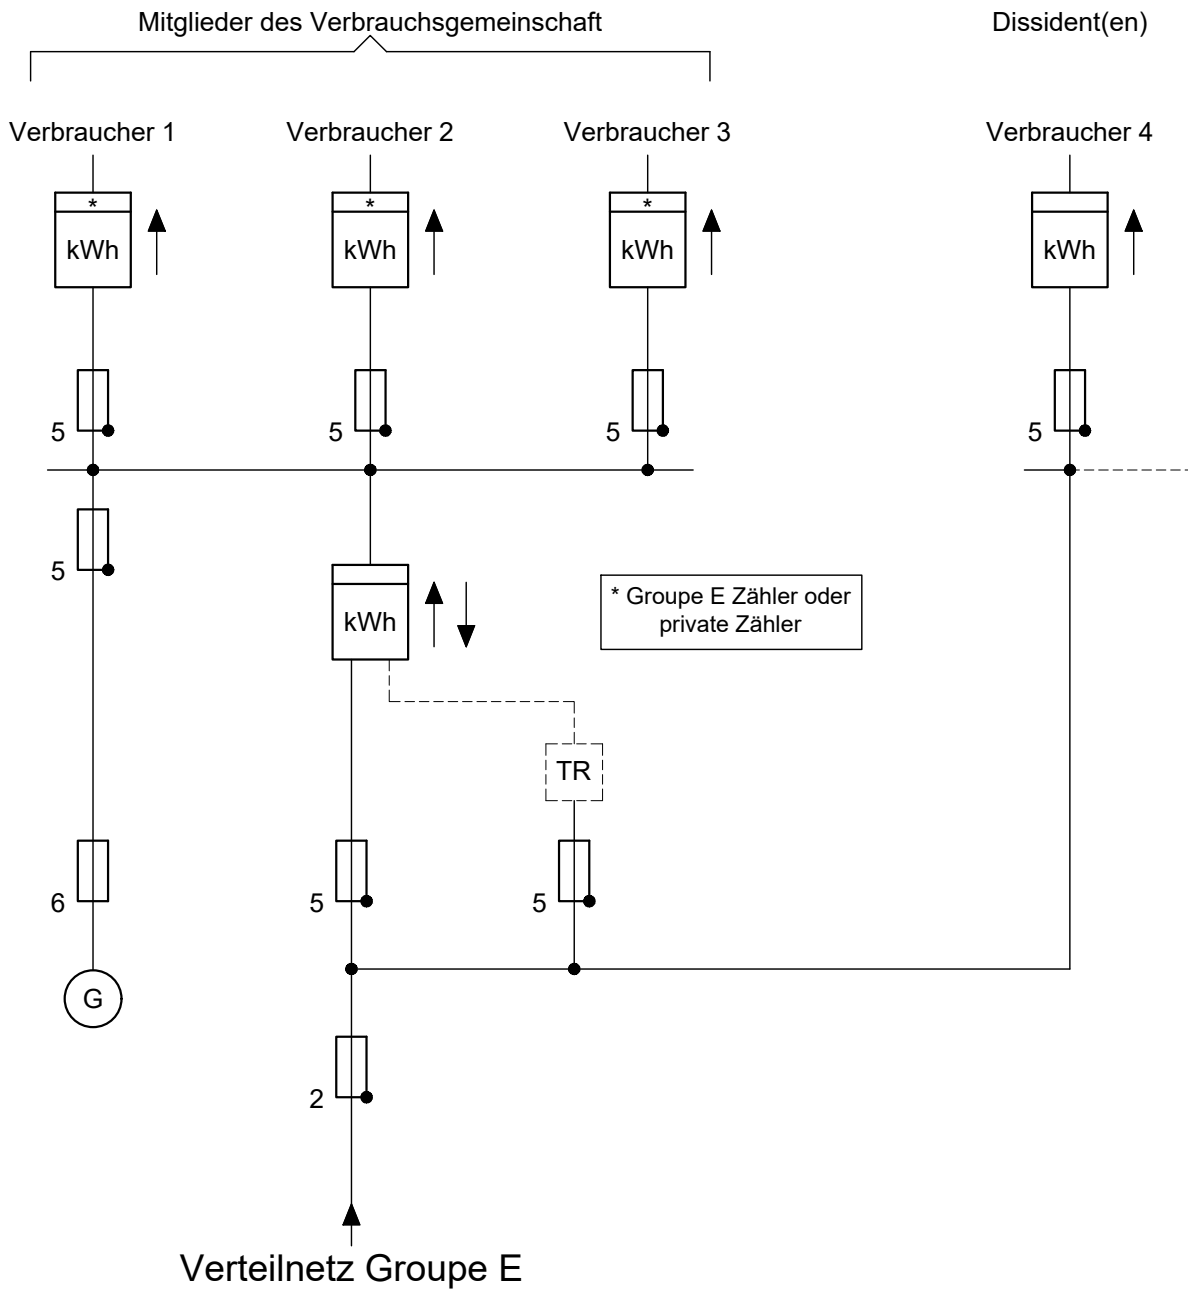 Mitglieder des Verbrauchsgemeinschaft
Dissident(en)
Verbraucher 1
Verbraucher 2
Verbraucher 3
Verbraucher 4
*
*
*
kWh
kWh
kWh
kWh
5
5
5
5
5
kWh
* Groupe E Zähler oder
private Zähler
TR
6
5
5
G
2
Verteilnetz Groupe E